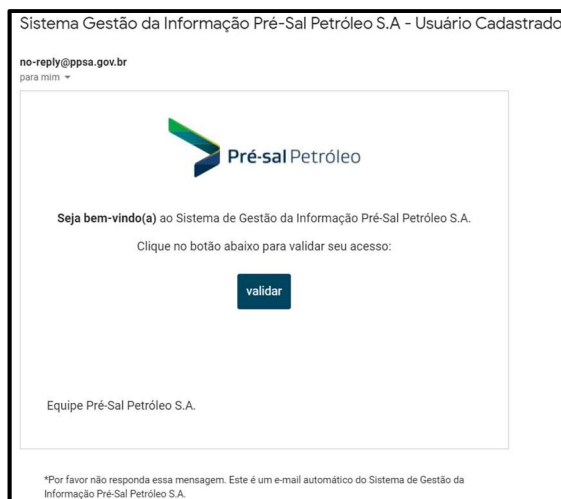 Sistema Gestão da Informação Pré-Sal Petróleo S.A - Usuário Cadastrado
no-reply@ppsa.gov.br
para mim
Pré-sal Petróleo
Seja bem-vindo(a) ao Sistema de Gestão da Informação Pré-Sal Petróleo S.A.
Clique no botão abaixo para validar seu acesso:
validar
Equipe Pré-Sal Petróleo S.A.
*Por favor não responda essa mensagem. Este é um e-mail automático do Sistema de Gestão da
Informação Pré-Sal Petróleo S.A.